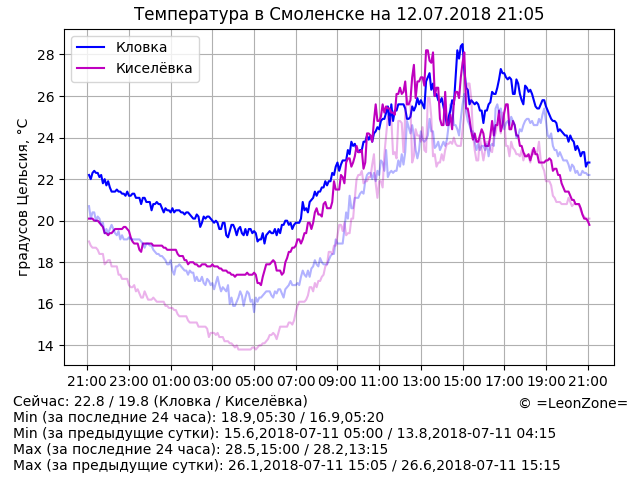 Температура в Смоленске на 12.07.2018 21:05
Кловка
Киселёвка
градусов Цельсия, °C
28
26
24
22
20
18
16
14
21:00 23:00 01:00 03:00 05:00 07:00 09:00 11:00 13:00 15:00 17:00 19:00 21:00
Сейчас: 22.8 / 19.8 (Кловка / Киселёвка)
© =LeonZone=
Min (за последние 24 часа): 18.9,05:30 / 16.9,05:20
Min (за предыдущие сутки): 15.6,2018-07-11 05:00 / 13.8,2018-07-11 04:15
Max (за последние 24 часа): 28.5,15:00 / 28.2,13:15
Max (за предыдущие сутки): 26.1,2018-07-11 15:05 / 26.6,2018-07-11 15:15